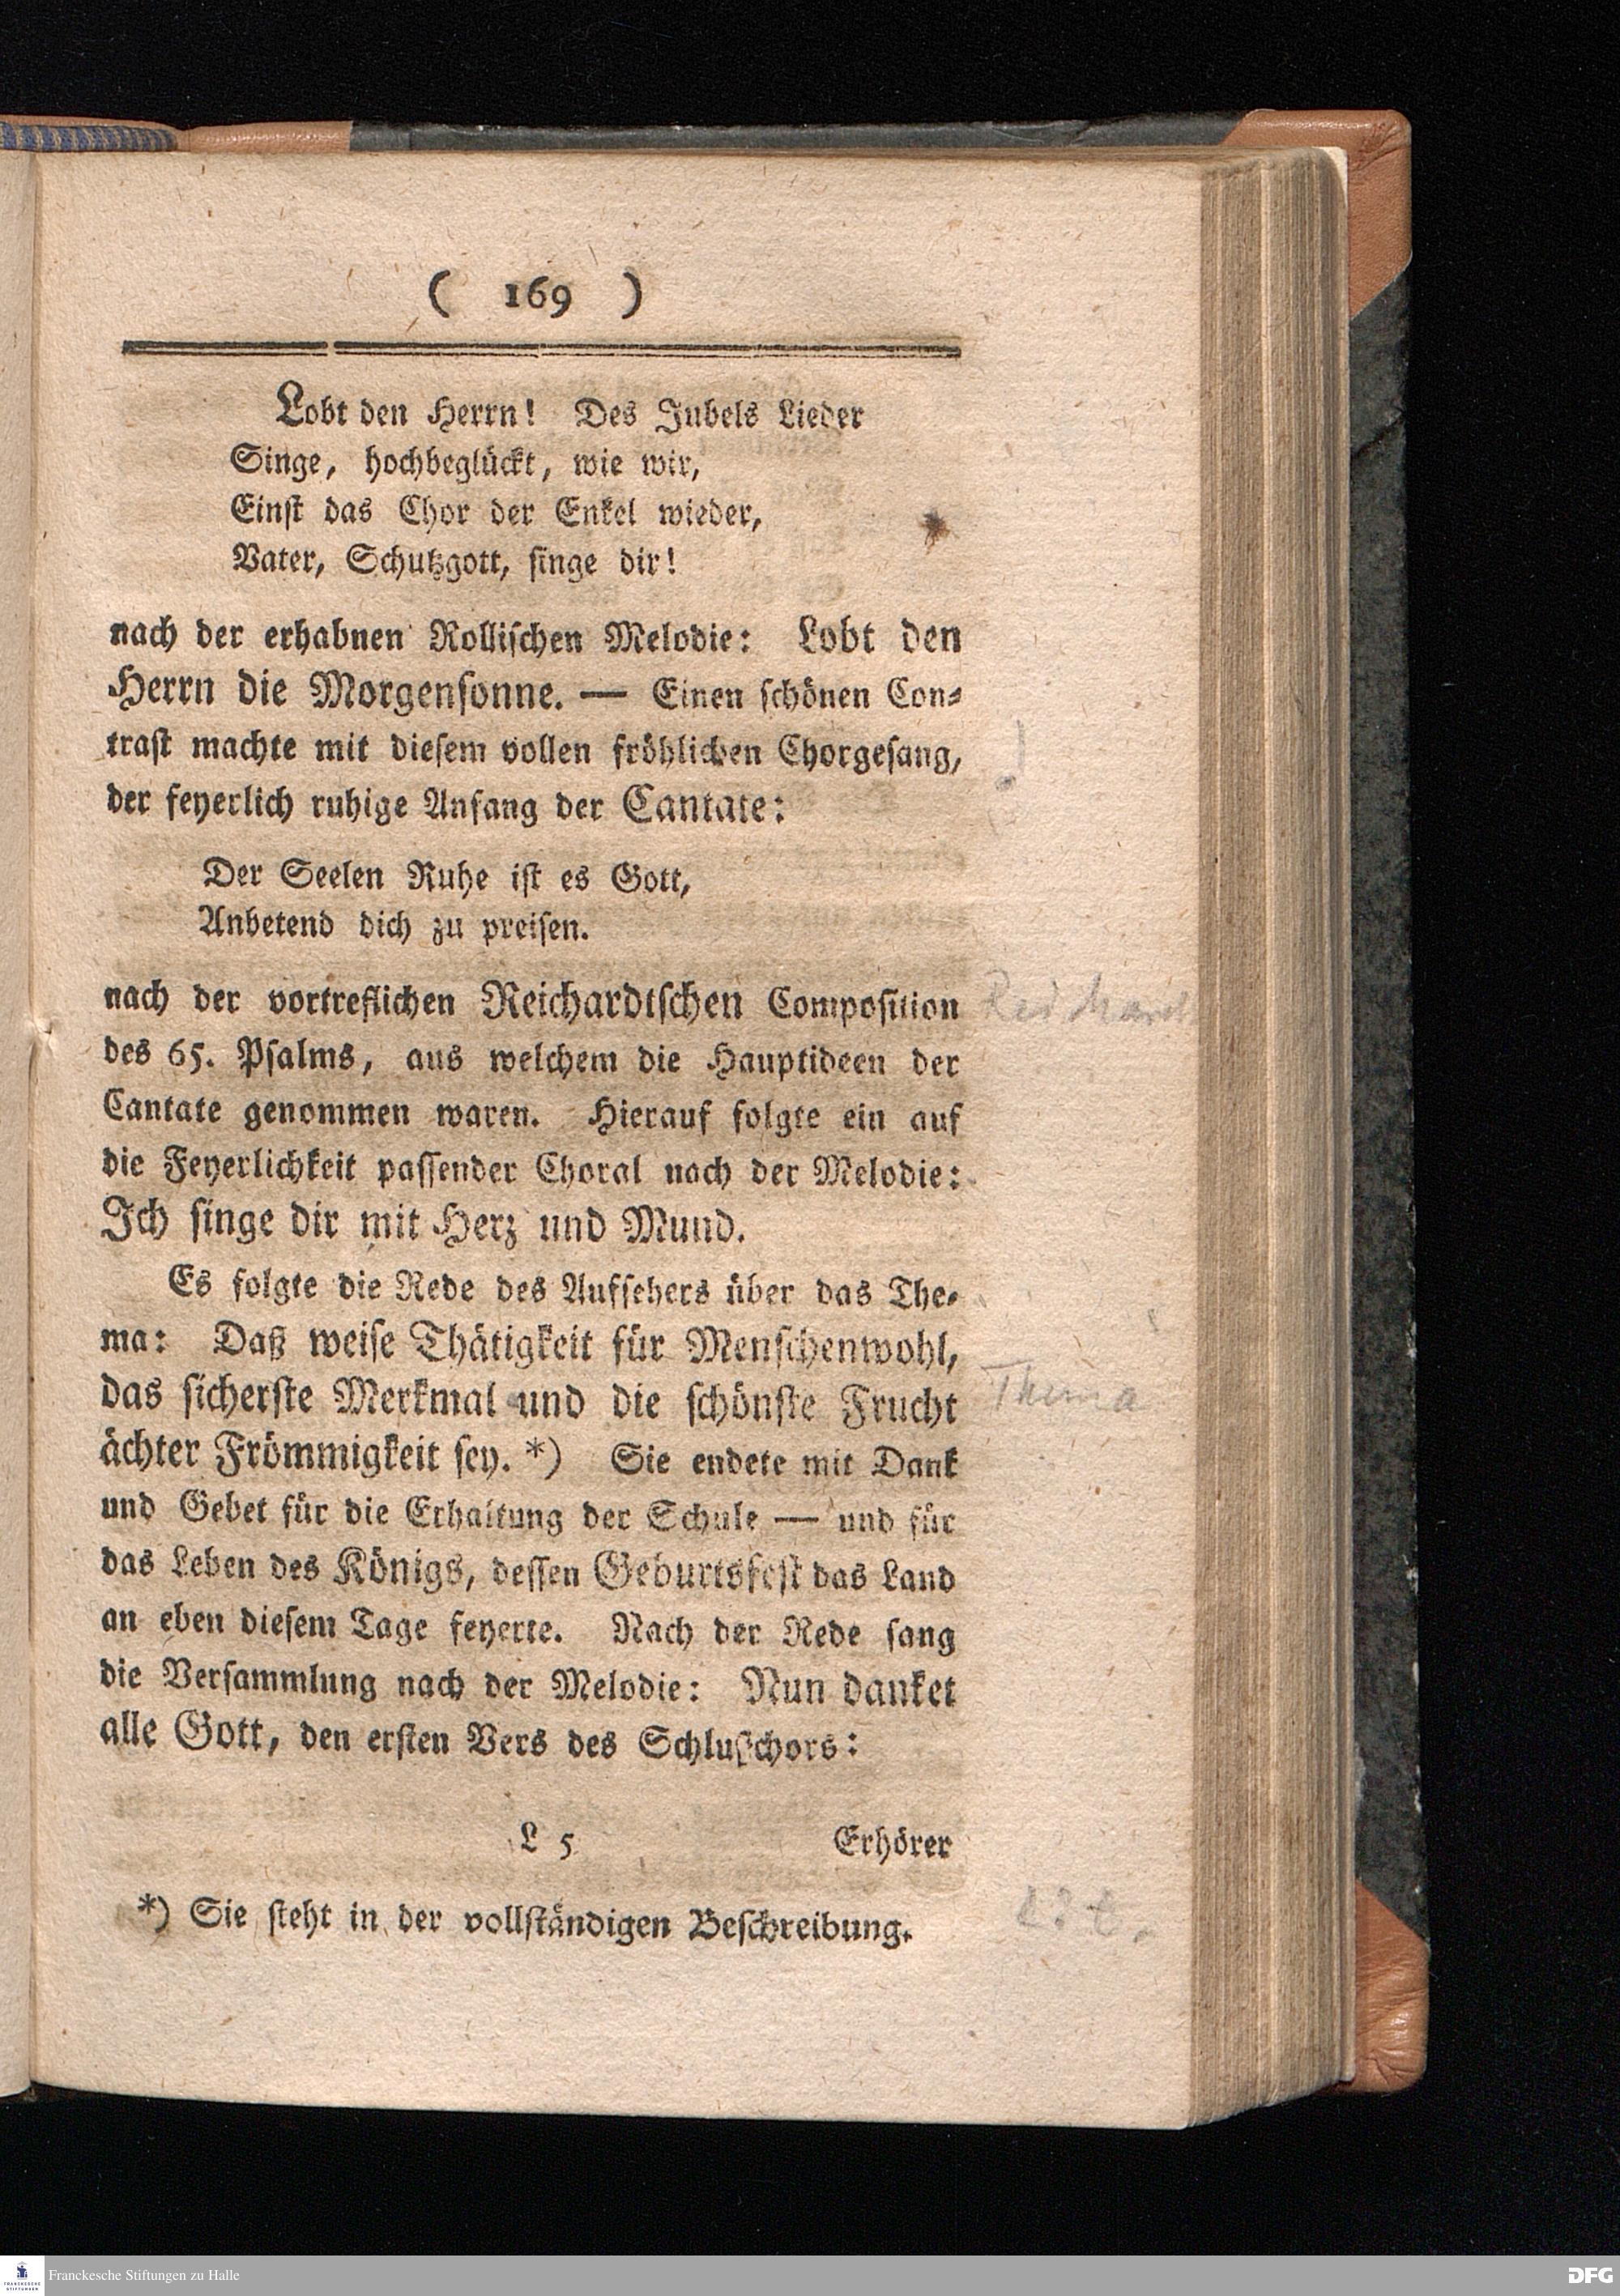 ( 169 )
Lobt den Herrn! Des Jubels Lieder
Singe, hochbeglückt, wie wir,
Einst das Chor der Enkel wieder,
Vater, Schutzgott, singe dir!
nach der erhabnen Rollischen Melodie: Lobt den
Herrn die Morgensonne. — Einen schönen Con-
trast machte mit diesem vollen fröhlichen Chorgesang,
der feyerlich ruhige Anfang der Cantate:
Der Seelen Ruhe ist es Gott,
Anbetend dich zu preisen.
nach der vortreflichen Reichardtschen Composition
des 65. Psalms, aus welchem die Hauptideen der
Cantate genommen waren. Hierauf folgte ein auf
die Feyerlichkeit passender Choral nach der Melodie:
Ich singe dir mit Herz und Mund.
Es folgte die Rede des Aufsehers über das The-
ma: Daß weise Thätigkeit für Menschenwohl,
Thema
das sicherste Merkmal und die schönste Frucht
ächter Frömmigkeit sey. *) Sie endete mit Dank
und Gebet für die Erhaltung der Schule — und für
das Leben des Königs, dessen Geburtsfest das Land
an eben diesem Tage feyerte. Nach der Rede sang
die Versammlung nach der Melodie: Nun danket
alle Gott, den ersten Vers des Schlußchors:
L 5 Erhörer
*) Sie steht in der vollständigen Beschreibung.
FRANCKESCHE STIFTUNGEN
Franckesche Stiftungen zu Halle
DFG